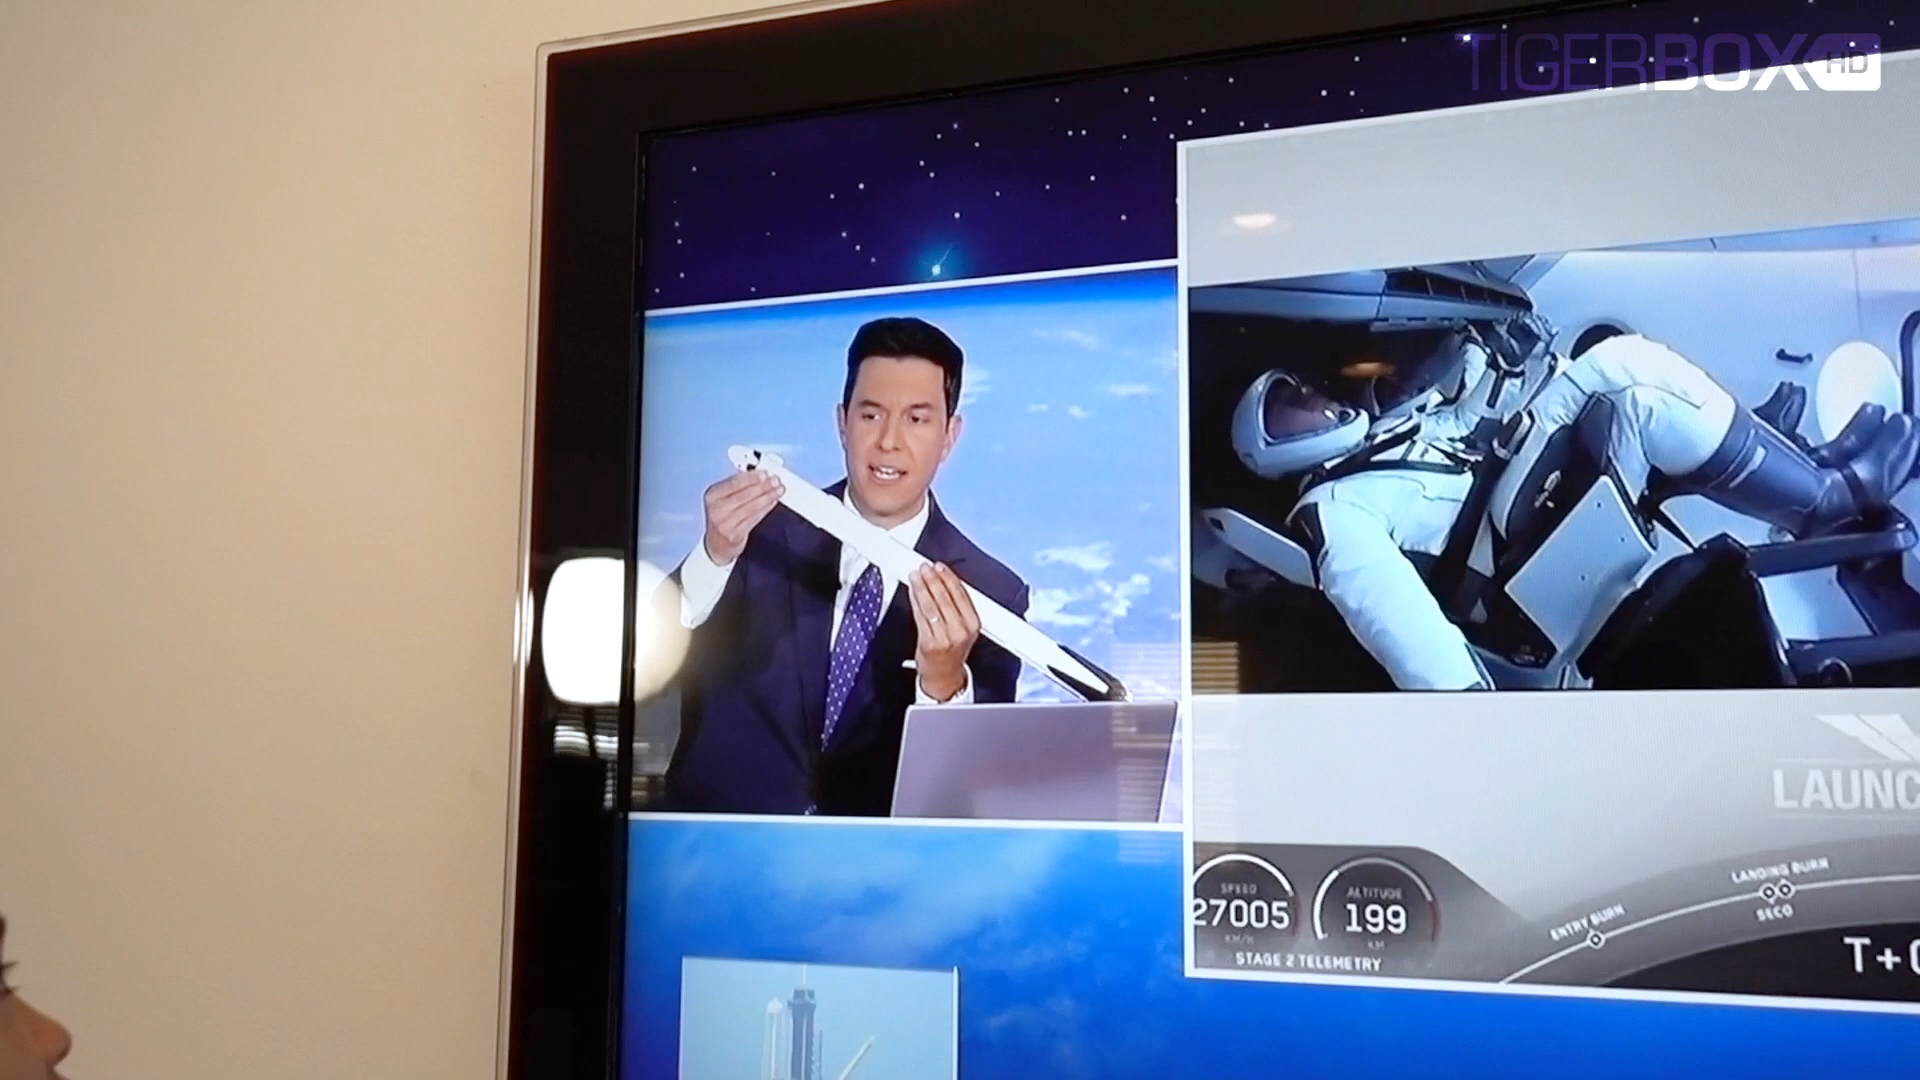 TIGERBOX HD
LAUNC
SPEED
27005
KM/H
ALTITUDE
199
KM
STAGE 2 TELEMETRY
ENTRY BURN
LANDING BURN
SECO
T+